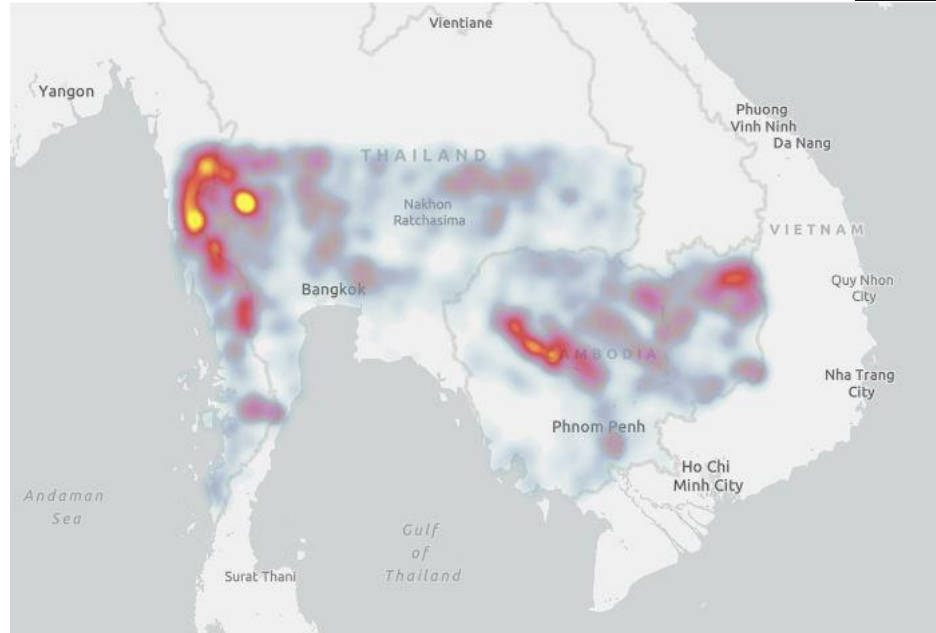 Vientiane
Yangon
Phuong
Vinh Ninh
Da Nang
THAILAND
Nakhon
Ratchasima
VIETNAM
Bangkok
Quy Nhon
City
AMBODIA
Nha Trang
City
Phnom Penh
Ho Chi
Minh City
Andaman
Sea
Gulf
of
Thailand
Surat Thani